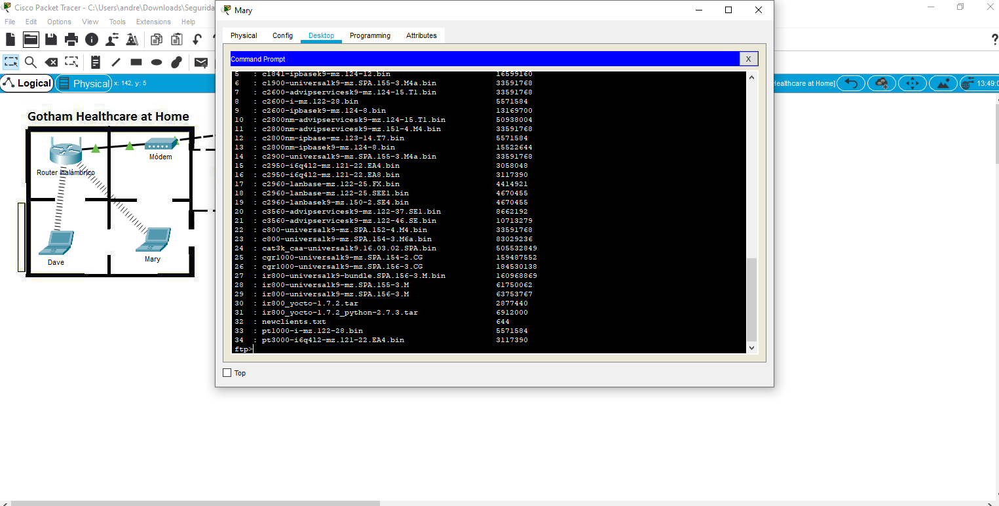 Cisco Packet Tracer - C:\Users\andre\Downloads\Segurida
File Edit Options View Tools Extensions Help
Logical Physical x: 142, y: 5
Healthcare at Home] 13:49:0
Gotham Healthcare at Home
Módem
Router inalámbrico
Dave
Mary
Mary
Physical Config Desktop Programming Attributes
Command Prompt X
5 : c1841-ipbasek9-mz.124-12.bin 16599160
6 : c1900-universalk9-mz.SPA.155-3.M4a.bin 33591768
7 : c2600-advipservicesk9-mz.124-15.T1.bin 33591768
8 : c2600-i-mz.122-28.bin 5571584
9 : c2600-ipbasek9-mz.124-8.bin 13169700
10 : c2800nm-advipservicesk9-mz.124-15.T1.bin 50938004
11 : c2800nm-advipservicesk9-mz.151-4.M4.bin 33591768
12 : c2800nm-ipbase-mz.123-14.T7.bin 5571584
13 : c2800nm-ipbasek9-mz.124-8.bin 15522644
14 : c2900-universalk9-mz.SPA.155-3.M4a.bin 33591768
15 : c2950-i6q4l2-mz.121-22.EA4.bin 3058048
16 : c2950-i6q4l2-mz.121-22.EA8.bin 3117390
17 : c2960-lanbase-mz.122-25.FX.bin 4414921
18 : c2960-lanbase-mz.122-25.SEE1.bin 4670455
19 : c2960-lanbasek9-mz.150-2.SE4.bin 4670455
20 : c3560-advipservicesk9-mz.122-37.SE1.bin 8662192
21 : c3560-advipservicesk9-mz.122-46.SE.bin 10713279
22 : c800-universalk9-mz.SPA.152-4.M4.bin 33591768
23 : c800-universalk9-mz.SPA.154-3.M6a.bin 83029236
24 : cat3k_caa-universalk9.16.03.02.SPA.bin 505532849
25 : cgr1000-universalk9-mz.SPA.154-2.CG 159487552
26 : cgr1000-universalk9-mz.SPA.156-3.CG 184530138
27 : ir800-universalk9-bundle.SPA.156-3.M.bin 160968869
28 : ir800-universalk9-mz.SPA.155-3.M 61750062
29 : ir800-universalk9-mz.SPA.156-3.M 63753767
30 : ir800_yocto-1.7.2.tar 2877440
31 : ir800_yocto-1.7.2_python-2.7.3.tar 6912000
32 : newclients.txt 644
33 : pt1000-i-mz.122-28.bin 5571584
34 : pt3000-i6q4l2-mz.121-22.EA4.bin 3117390
ftp>
Top